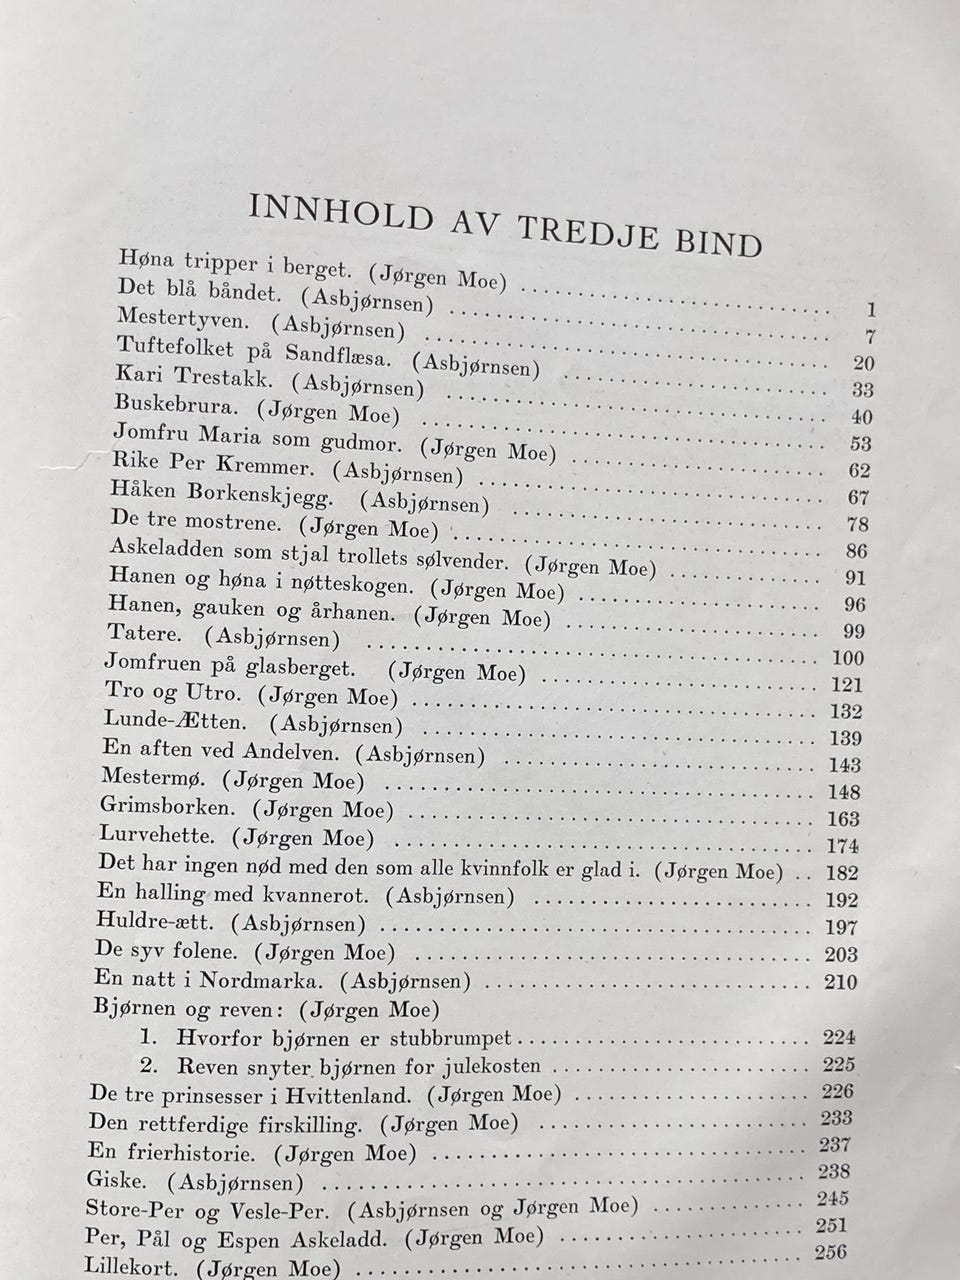 INNHOLD AV TREDJE BIND
Høna tripper i berget. (Jørgen Moe) ........ 1
Det blå båndet. (Asbjørnsen) ........ 7
Mestertyven. (Asbjørnsen) ........ 20
Tuftefolket på Sandflæsa. (Asbjørnsen) ........ 33
Kari Trestakk. (Asbjørnsen) ........ 40
Buskebrura. (Jørgen Moe) ........ 53
Jomfru Maria som gudmor. (Jørgen Moe) ........ 62
Rike Per Kremmer. (Asbjørnsen) ........ 67
Håken Borkenskjegg. (Asbjørnsen) ........ 78
De tre mostrene. (Jørgen Moe) ........ 86
Askeladden som stjal trollets sølvender. (Jørgen Moe) ........ 91
Hanen og høna i nøtteskogen. (Jørgen Moe) ........ 96
Hanen, gauken og århanen. (Jørgen Moe) ........ 99
Tatere. (Asbjørnsen) ........ 100
Jomfruen på glasberget. (Jørgen Moe) ........ 121
Tro og Utro. (Jørgen Moe) ........ 132
Lunde-Ætten. (Asbjørnsen) ........ 139
En aften ved Andelven. (Asbjørnsen) ........ 143
Mestermø. (Jørgen Moe) ........ 148
Grimsborken. (Jørgen Moe) ........ 163
Lurvehette. (Jørgen Moe) ........ 174
Det har ingen nød med den som alle kvinnfolk er glad i. (Jørgen Moe) .. 182
En halling med kvannerot. (Asbjørnsen) ........ 192
Huldre-ætt. (Asbjørnsen) ........ 197
De syv folene. (Jørgen Moe) ........ 203
En natt i Nordmarka. (Asbjørnsen) ........ 210
Bjørnen og reven: (Jørgen Moe)
1. Hvorfor bjørnen er stubbrumpet ........ 224
2. Reven snyter bjørnen for julekosten ........ 225
De tre prinsesser i Hvittenland. (Jørgen Moe) ........ 226
Den rettferdige firskilling. (Jørgen Moe) ........ 233
En frierhistorie. (Jørgen Moe) ........ 237
Giske. (Asbjørnsen) ........ 238
Store-Per og Vesle-Per. (Asbjørnsen og Jørgen Moe) ........ 245
Per, Pål og Espen Askeladd. (Jørgen Moe) ........ 251
Lillekort. (Jørgen Moe) ........ 256